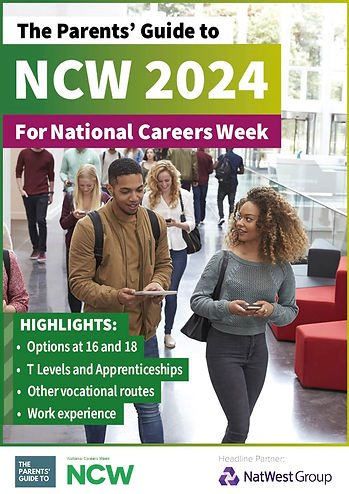 The Parents’ Guide to
NCW 2024
For National Careers Week
HIGHLIGHTS:
• Options at 16 and 18
• T Levels and Apprenticeships
• Other vocational routes
• Work experience
THE
PARENTS’
GUIDE TO
National Careers Week
NCW
Headline Partner:
NatWest Group